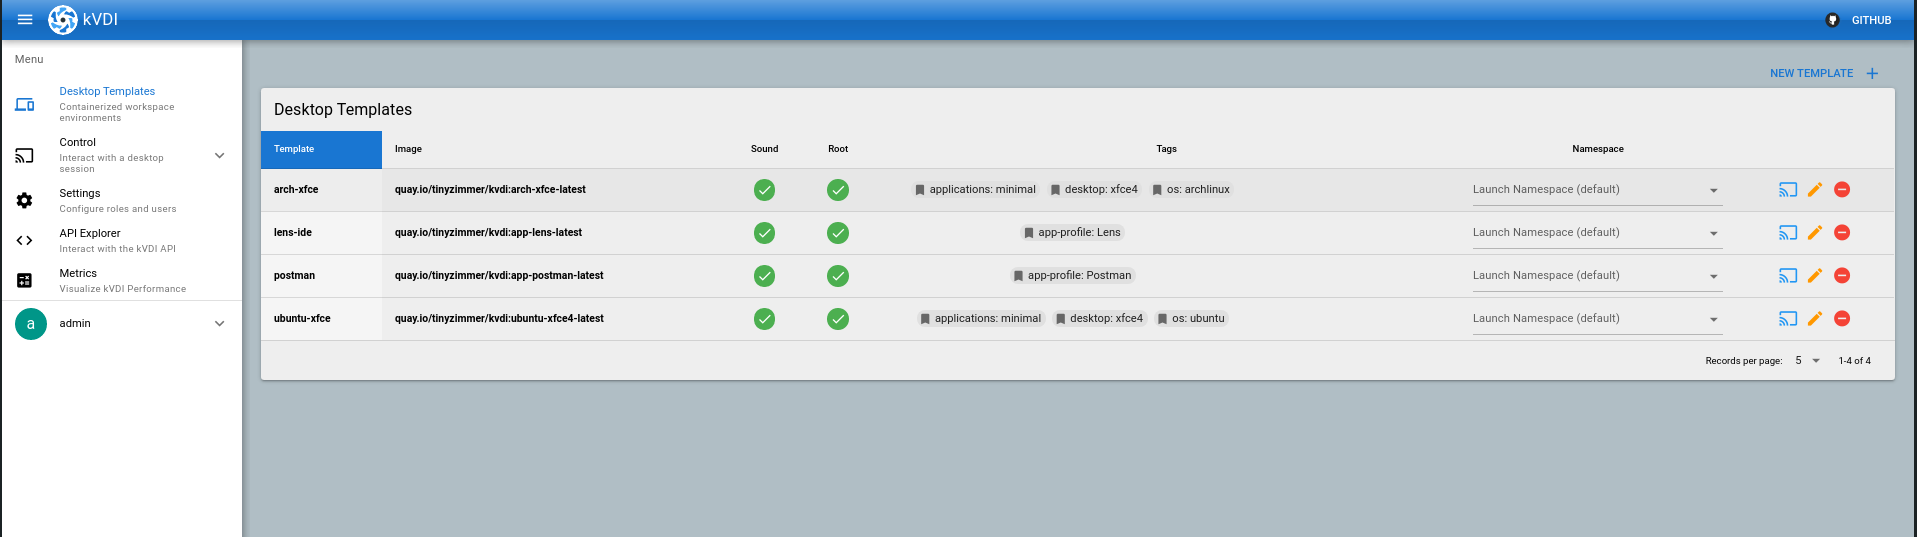 kVDI
GITHUB
Menu
Desktop Templates
Containerized workspace
environments
Control
Interact with a desktop
session
Settings
Configure roles and users
API Explorer
Interact with the kVDI API
Metrics
Visualize kVDI Performance
a admin
NEW TEMPLATE +
Desktop Templates
Template Image Sound Root Tags Namespace
arch-xfce quay.io/tinyzimmer/kvdi:arch-xfce-latest applications: minimal desktop: xfce4 os: archlinux Launch Namespace (default)
lens-ide quay.io/tinyzimmer/kvdi:app-lens-latest app-profile: Lens Launch Namespace (default)
postman quay.io/tinyzimmer/kvdi:app-postman-latest app-profile: Postman Launch Namespace (default)
ubuntu-xfce quay.io/tinyzimmer/kvdi:ubuntu-xfce4-latest applications: minimal desktop: xfce4 os: ubuntu Launch Namespace (default)
Records per page: 5 1-4 of 4